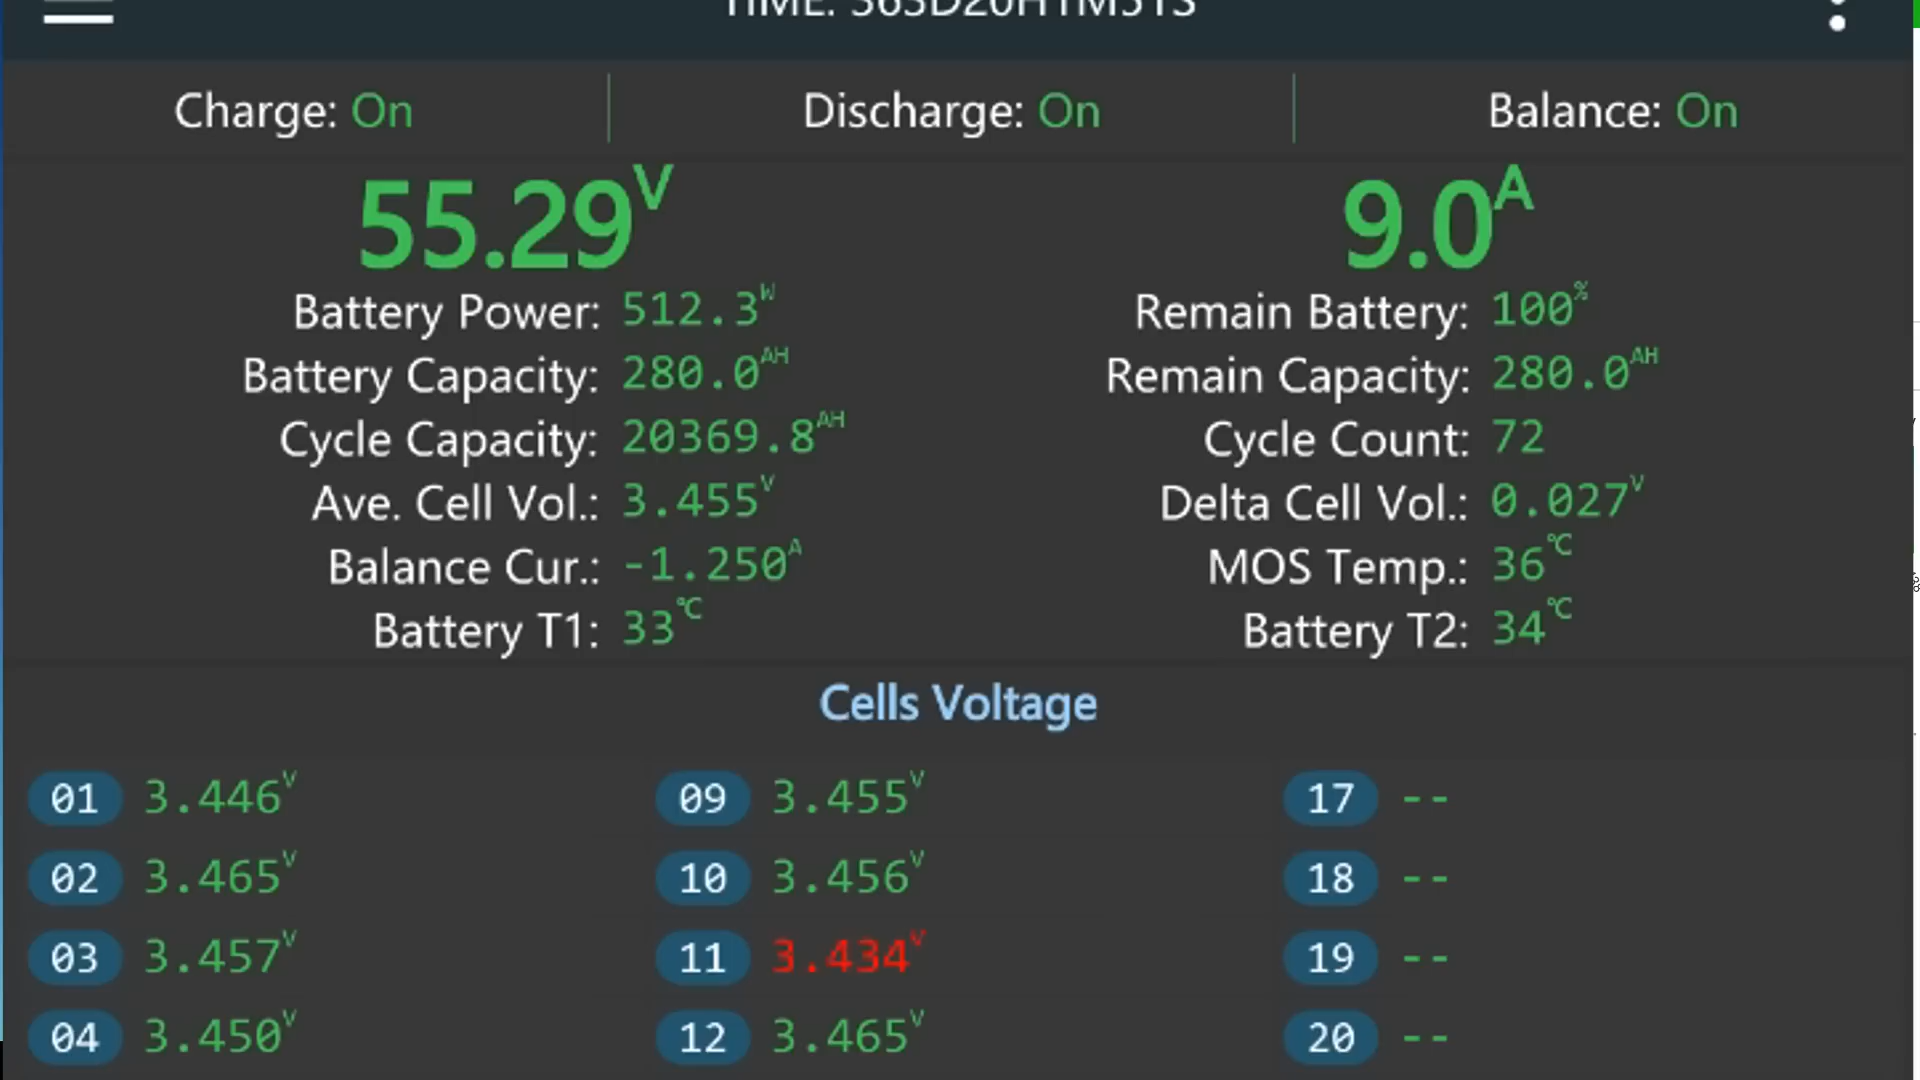 TIME: 363D20H1M51S
Charge: On
Discharge: On
Balance: On
55.29V
9.0A
Battery Power: 512.3W
Remain Battery: 100%
Battery Capacity: 280.0AH
Remain Capacity: 280.0AH
Cycle Capacity: 20369.8AH
Cycle Count: 72
Ave. Cell Vol.: 3.455V
Delta Cell Vol.: 0.027V
Balance Cur.: -1.250A
MOS Temp.: 36℃
Battery T1: 33℃
Battery T2: 34℃
Cells Voltage
01 3.446V
09 3.455V
17 --
02 3.465V
10 3.456V
18 --
03 3.457V
11 3.434V
19 --
04 3.450V
12 3.465V
20 --